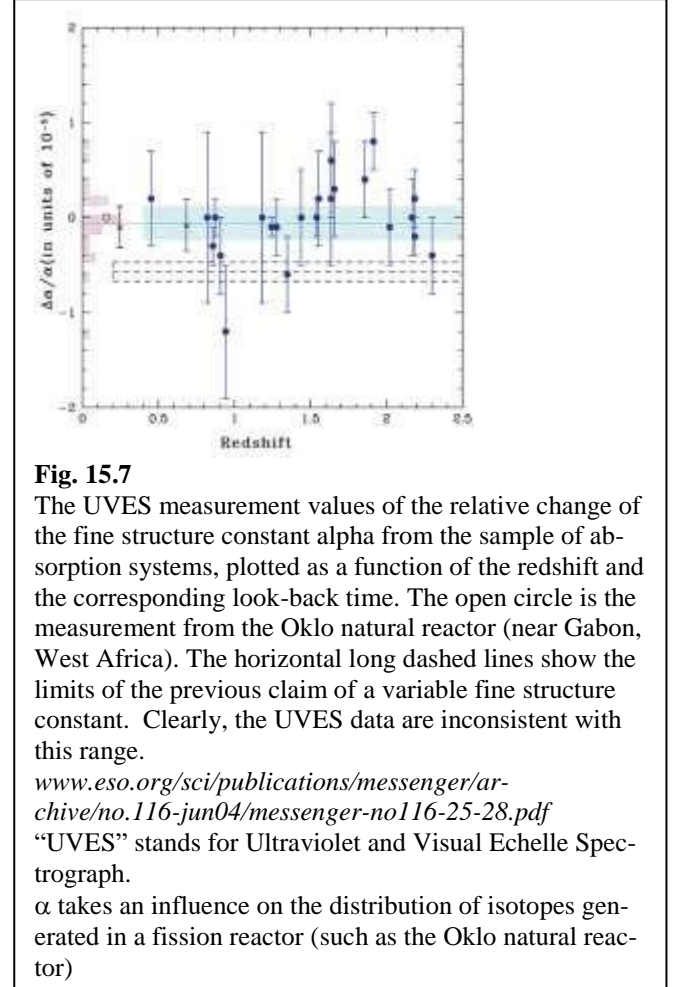 2
1
0
-1
-2
Δα/α(in units of 10⁻⁵)
0 0.5 1 1.5 2 2.5
Redshift
Fig. 15.7
The UVES measurement values of the relative change of
the fine structure constant alpha from the sample of ab-
sorption systems, plotted as a function of the redshift and
the corresponding look-back time. The open circle is the
measurement from the Oklo natural reactor (near Gabon,
West Africa). The horizontal long dashed lines show the
limits of the previous claim of a variable fine structure
constant.  Clearly, the UVES data are inconsistent with
this range.
www.eso.org/sci/publications/messenger/ar-
chive/no.116-jun04/messenger-no116-25-28.pdf
“UVES” stands for Ultraviolet and Visual Echelle Spec-
trograph.
α takes an influence on the distribution of isotopes gen-
erated in a fission reactor (such as the Oklo natural reac-
tor)